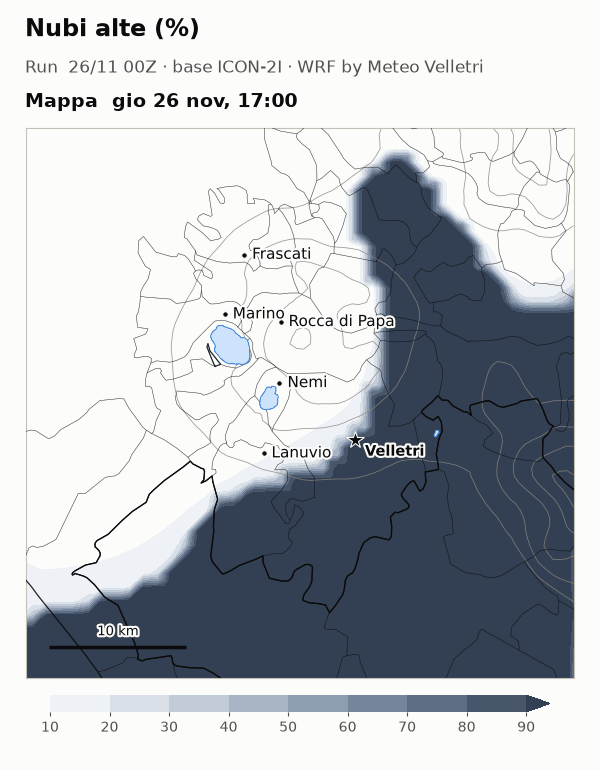 Nubi alte (%)
Run  26/11 00Z · base ICON-2I · WRF by Meteo Velletri
Mappa  gio 26 nov, 17:00
Frascati
Marino
Rocca di Papa
Nemi
Velletri
Lanuvio
10 km
10 20 30 40 50 60 70 80 90